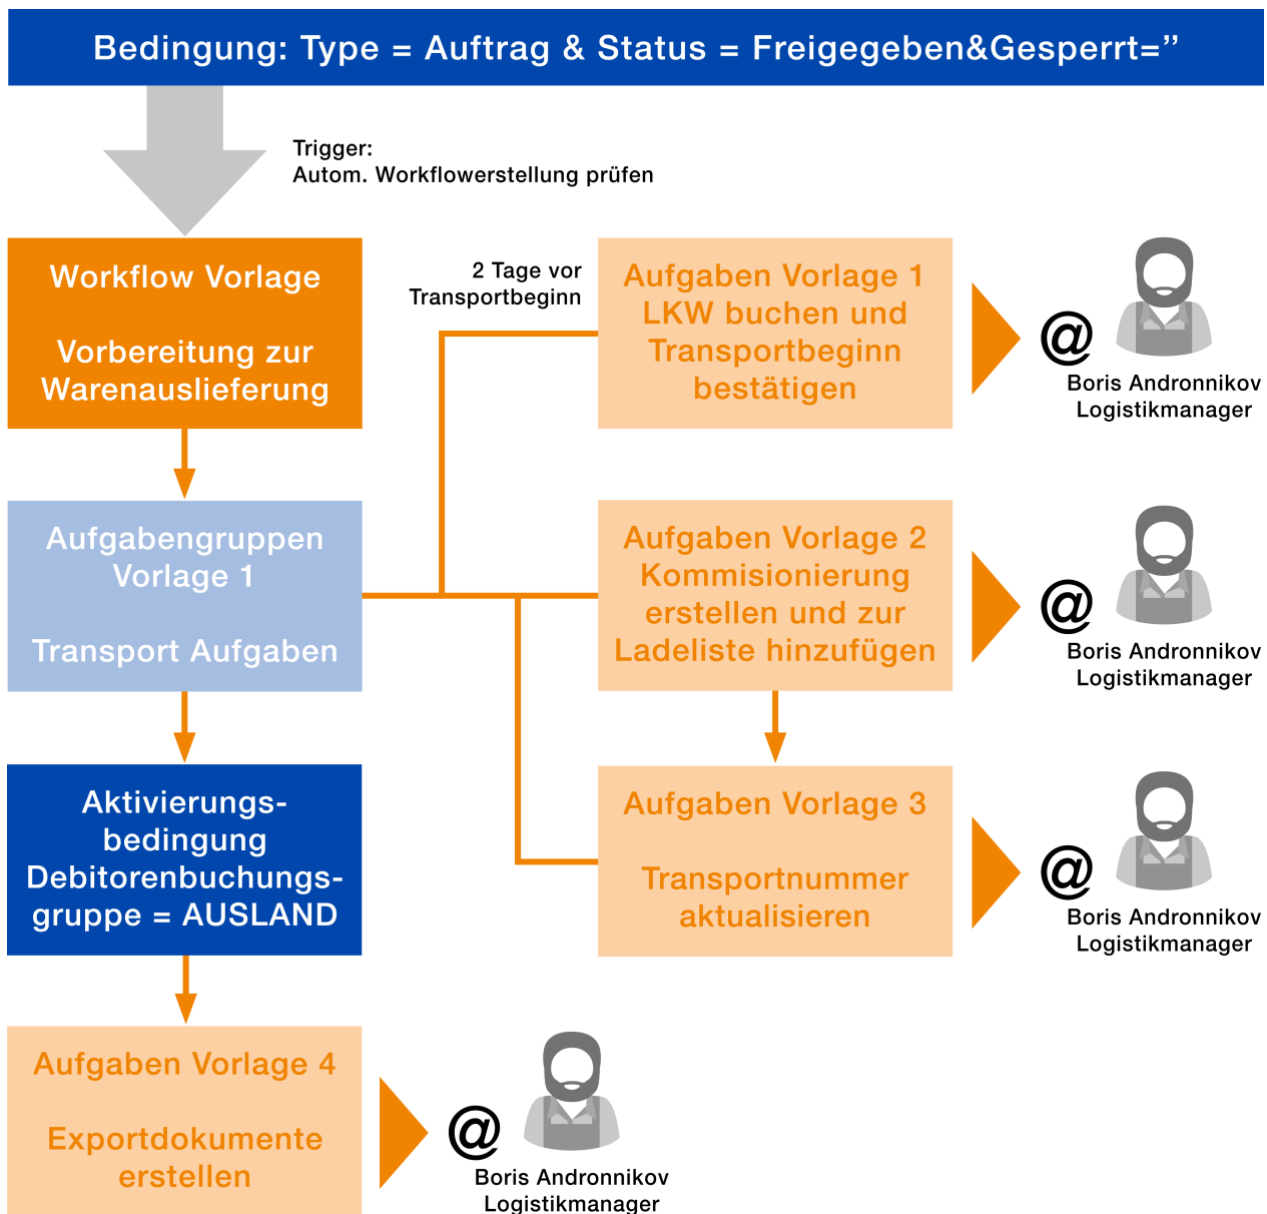 Bedingung: Type = Auftrag & Status = Freigegeben&Gesperrt=”
Trigger:
Autom. Workflowerstellung prüfen
Workflow Vorlage
Vorbereitung zur
Warenauslieferung
2 Tage vor
Transportbeginn
Aufgaben Vorlage 1
LKW buchen und
Transportbeginn
bestätigen
@
Boris Andronnikov
Logistikmanager
Aufgabengruppen
Vorlage 1
Transport Aufgaben
Aufgaben Vorlage 2
Kommisionierung
erstellen und zur
Ladeliste hinzufügen
@
Boris Andronnikov
Logistikmanager
Aktivierungs-
bedingung
Debitorenbuchungs-
gruppe = AUSLAND
Aufgaben Vorlage 3
Transportnummer
aktualisieren
@
Boris Andronnikov
Logistikmanager
Aufgaben Vorlage 4
Exportdokumente
erstellen
@
Boris Andronnikov
Logistikmanager